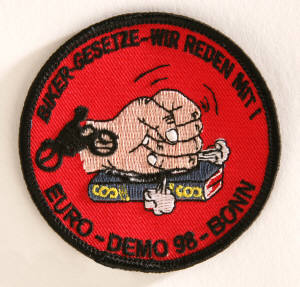 BIKER-GESETZE-WIR REDEN MIT!
EURO - DEMO 98 - BONN